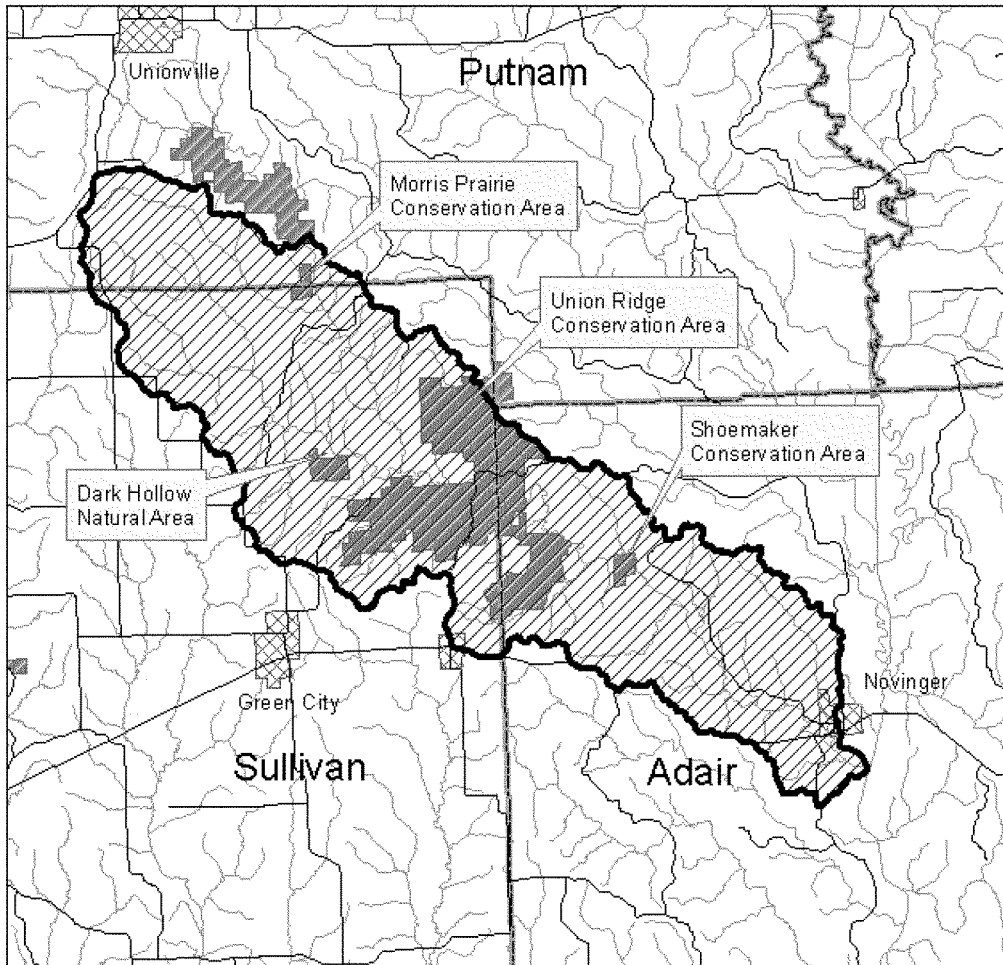 Unionville
Putnam
Morris Prairie
Conservation Area
Union Ridge
Conservation Area
Shoemaker
Conservation Area
Dark Hollow
Natural Area
Novinger
Green City
Sullivan
Adair